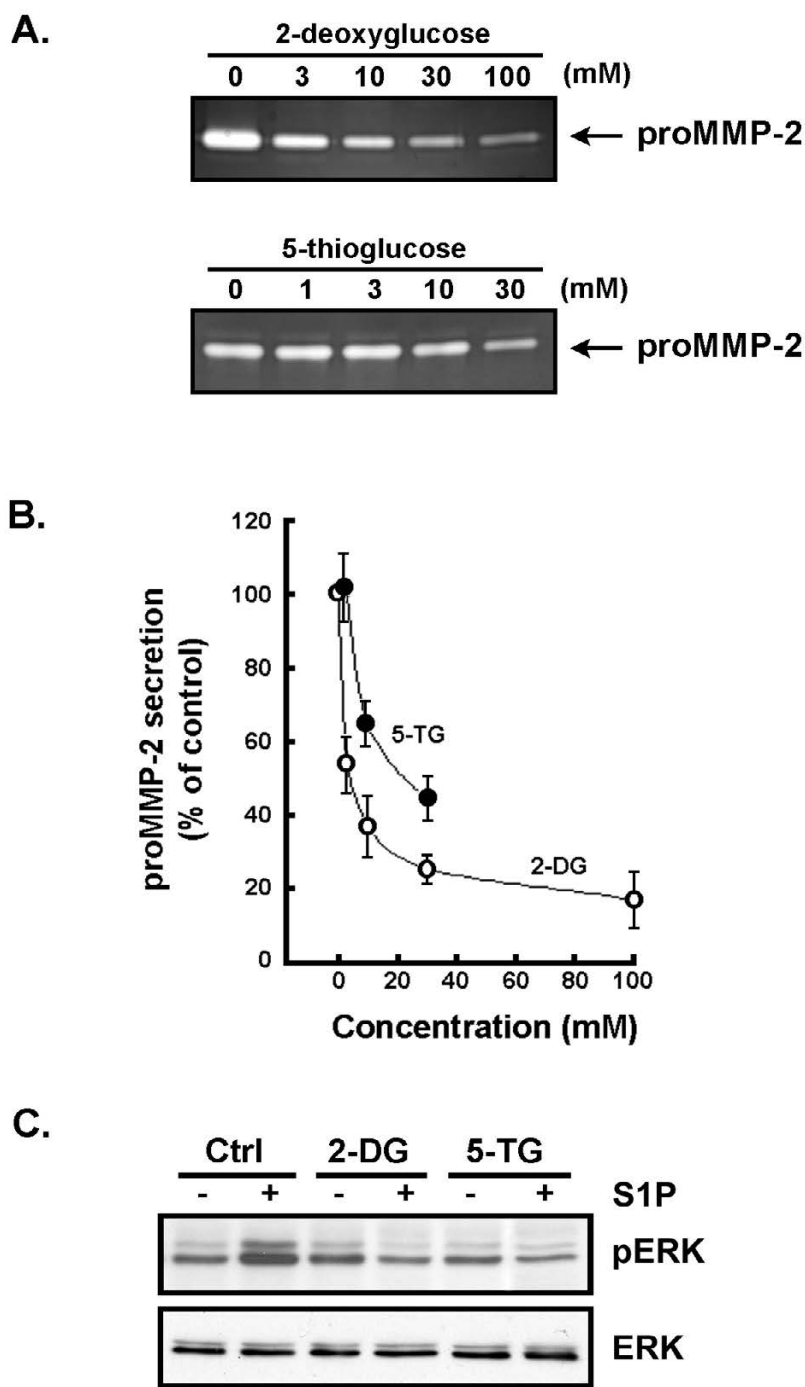 A.
2-deoxyglucose
0 3 10 30 100 (mM)
proMMP-2
5-thioglucose
0 1 3 10 30 (mM)
proMMP-2
B.
proMMP-2 secretion
(% of control)
120
100
80
60
40
20
0
5-TG
2-DG
0 20 40 60 80 100
Concentration (mM)
C.
Ctrl 2-DG 5-TG
- + - + - + S1P
pERK
ERK